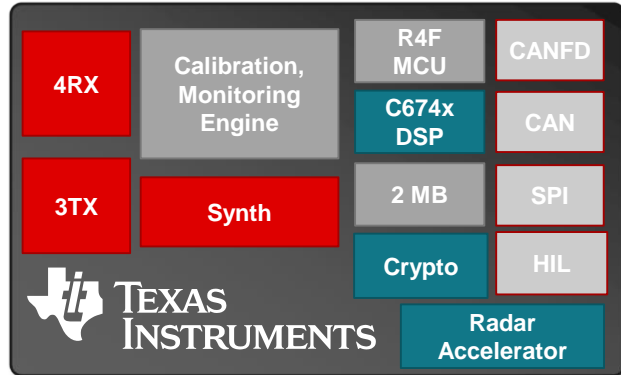 4RX
Calibration,
Monitoring
Engine
R4F
MCU
CANFD
C674x
DSP
CAN
3TX
Synth
2 MB
SPI
Crypto
HIL
TEXAS
INSTRUMENTS
Radar
Accelerator